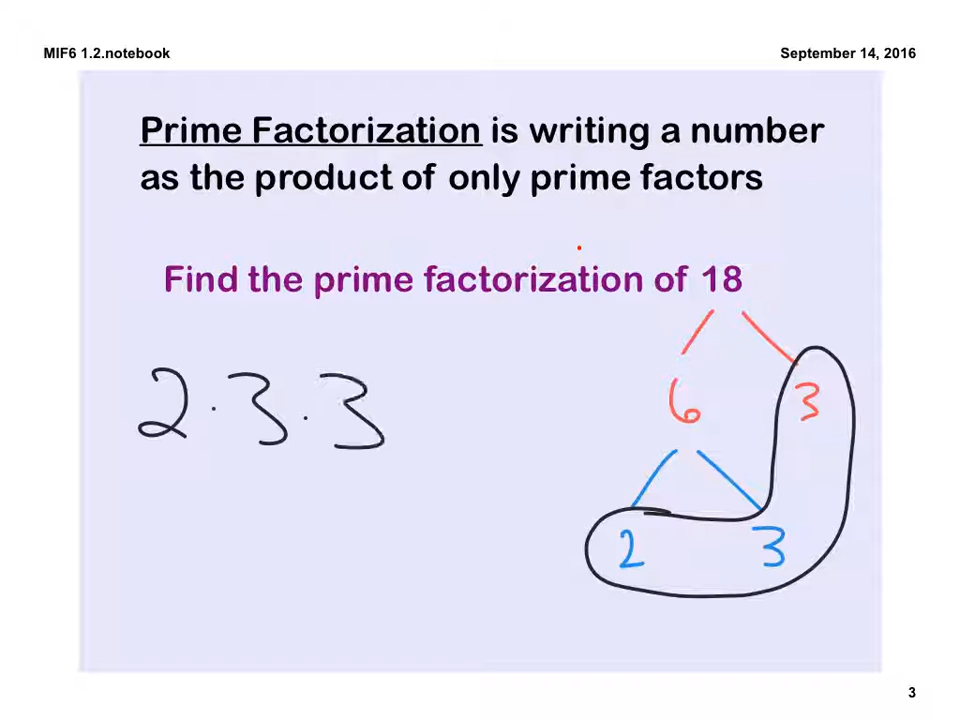 MIF6 1.2.notebook September 14, 2016
Prime Factorization is writing a number
as the product of only prime factors
Find the prime factorization of 18
2·3·3
6 3
2 3
3